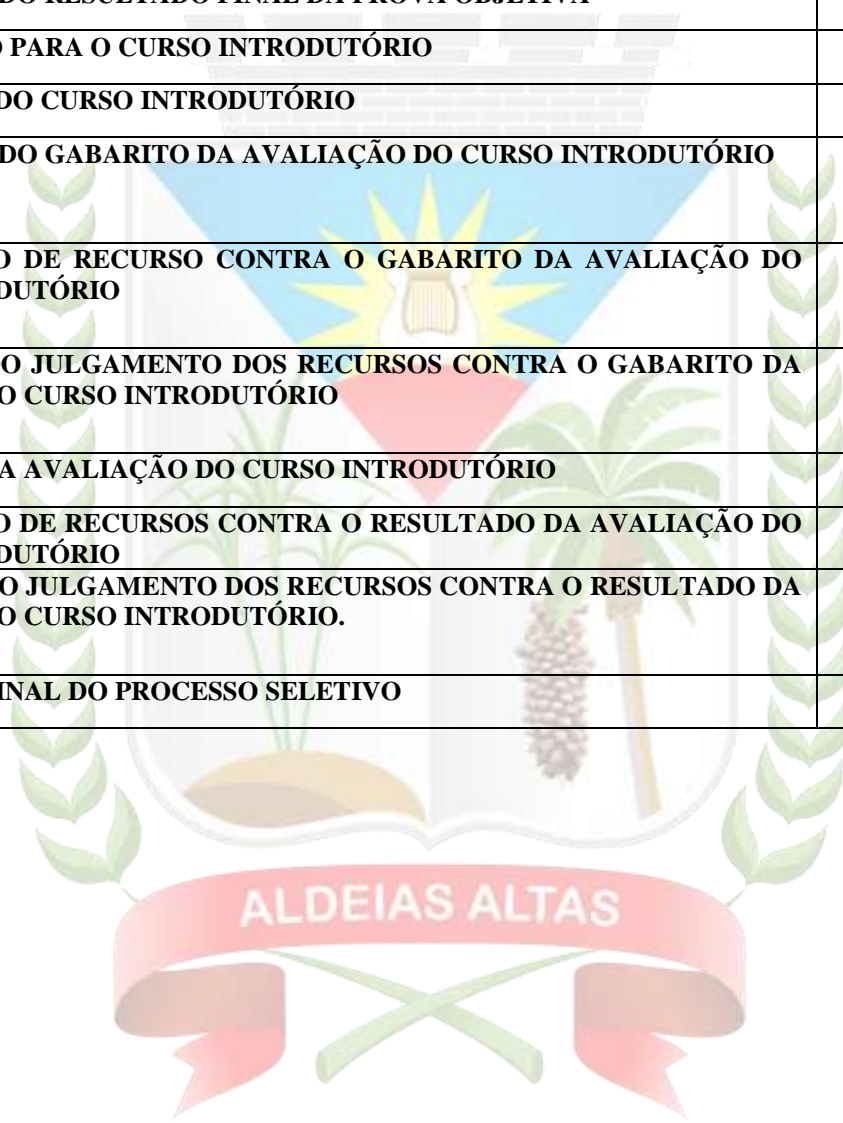 DO RESULTADO FINAL DA PROVA OBJETIVA
O PARA O CURSO INTRODUTÓRIO
DO CURSO INTRODUTÓRIO
DO GABARITO DA AVALIAÇÃO DO CURSO INTRODUTÓRIO
O DE RECURSO CONTRA O GABARITO DA AVALIAÇÃO DO
DUTÓRIO
O JULGAMENTO DOS RECURSOS CONTRA O GABARITO DA
O CURSO INTRODUTÓRIO
A AVALIAÇÃO DO CURSO INTRODUTÓRIO
O DE RECURSOS CONTRA O RESULTADO DA AVALIAÇÃO DO
DUTÓRIO
O JULGAMENTO DOS RECURSOS CONTRA O RESULTADO DA
O CURSO INTRODUTÓRIO.
INAL DO PROCESSO SELETIVO
ALDEIAS ALTAS